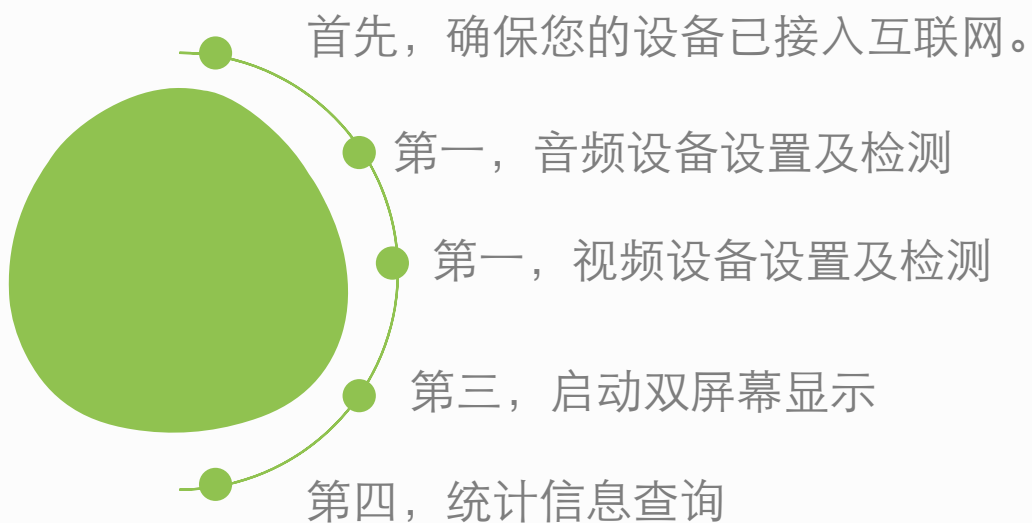 首先，确保您的设备已接入互联网。
第一，音频设备设置及检测
第一，视频设备设置及检测
第三，启动双屏幕显示
第四，统计信息查询